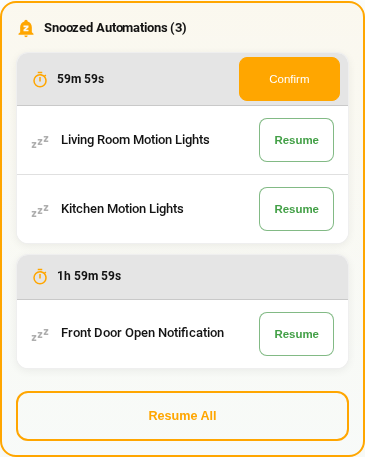 Snoozed Automations (3)
59m 59s
Confirm
Living Room Motion Lights
Resume
Kitchen Motion Lights
Resume
1h 59m 59s
Front Door Open Notification
Resume
Resume All